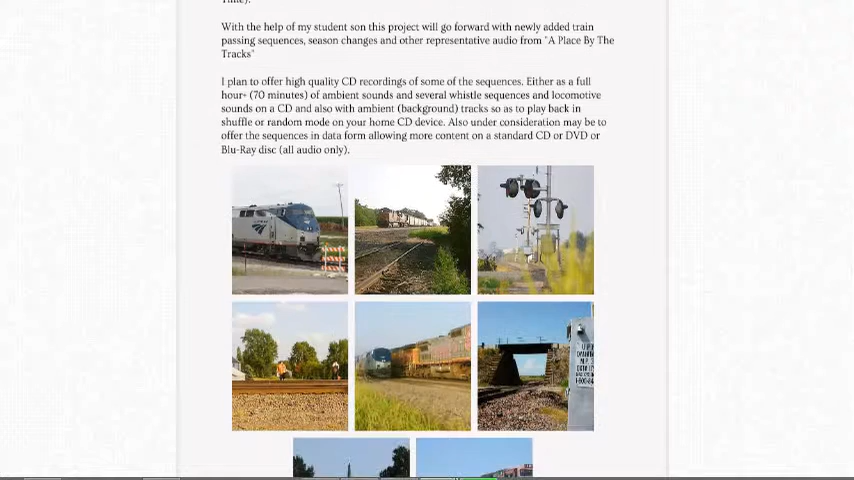 With the help of my student son this project will go forward with newly added train
passing sequences, season changes and other representative audio from "A Place By The
Tracks"
I plan to offer high quality CD recordings of some of the sequences. Either as a full
hour+ (70 minutes) of ambient sounds and several whistle sequences and locomotive
sounds on a CD and also with ambient (background) tracks so as to play back in
shuffle or random mode on your home CD device. Also under consideration may be to
offer the sequences in data form allowing more content on a standard CD or DVD or
Blu-Ray disc (all audio only).